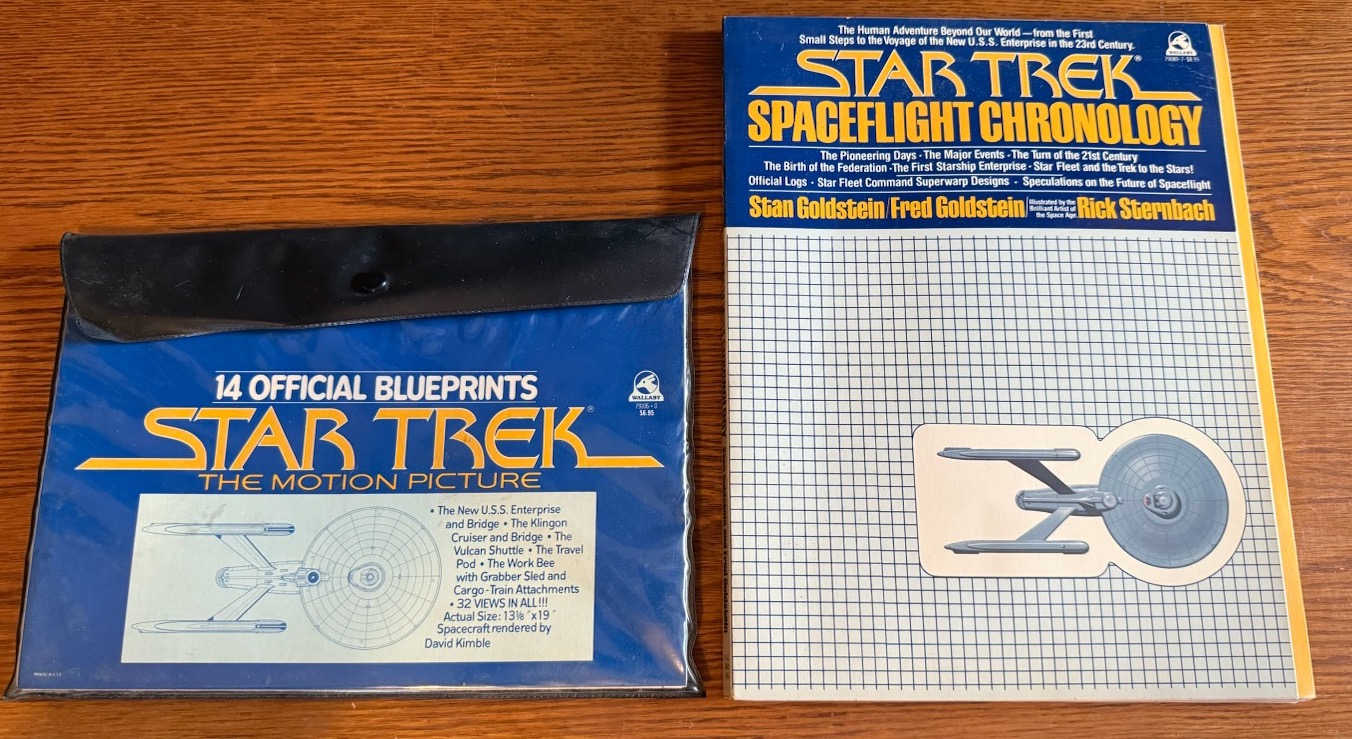 14 OFFICIAL BLUEPRINTS
STAR TREK®
THE MOTION PICTURE
WALLABY
79106 • 0
$6.95
• The New U.S.S. Enterprise
and Bridge • The Klingon
Cruiser and Bridge • The
Vulcan Shuttle • The Travel
Pod • The Work Bee
with Grabber Sled and
Cargo-Train Attachments
• 32 VIEWS IN ALL!!!
Actual Size: 13⅛" x 19"
Spacecraft rendered by
David Kimble
PRINTED IN U.S.A.
The Human Adventure Beyond Our World — from the First
Small Steps to the Voyage of the New U.S.S. Enterprise in the 23rd Century.
WALLABY
79089-7 • $8.95
STAR TREK®
SPACEFLIGHT CHRONOLOGY
The Pioneering Days • The Major Events • The Turn of the 21st Century
The Birth of the Federation • The First Starship Enterprise • Star Fleet and the Trek to the Stars!
Official Logs • Star Fleet Command Superwarp Designs • Speculations on the Future of Spaceflight
Stan Goldstein/Fred Goldstein
Illustrated by the
Brilliant Artist of
the Space Age,
Rick Sternbach